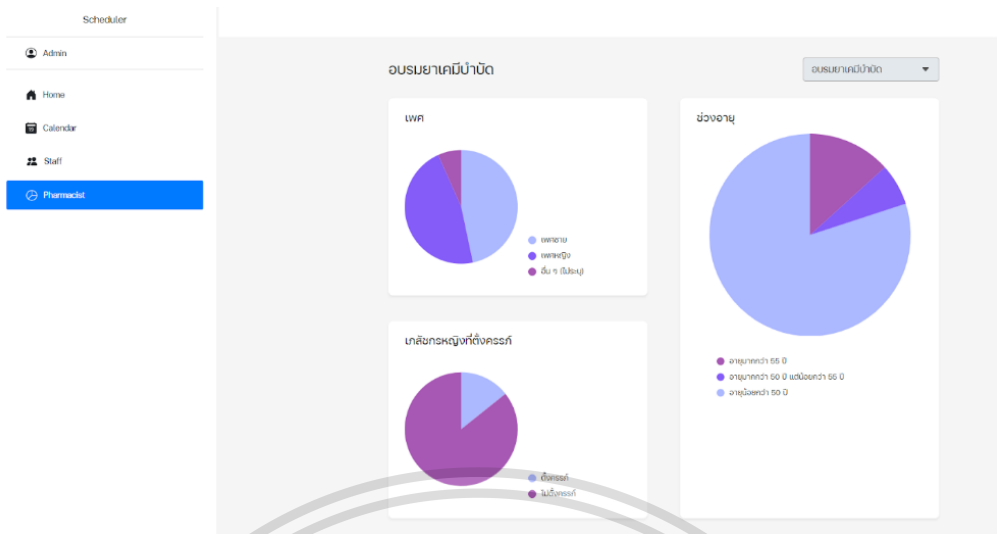 Scheduler
Admin
Home
Calendar
Staff
Pharmacist
อบรมยาเคมีบำบัด
อบรมยาเคมีบำบัด
เพศ
เพศชาย
เพศหญิง
อื่น ๆ (ไม่ระบุ)
เภสัชกรหญิงที่ตั้งครรภ์
ตั้งครรภ์
ไม่ตั้งครรภ์
ช่วงอายุ
อายุมากกว่า 55 ปี
อายุมากกว่า 50 ปี แต่น้อยกว่า 55 ปี
อายุน้อยกว่า 50 ปี